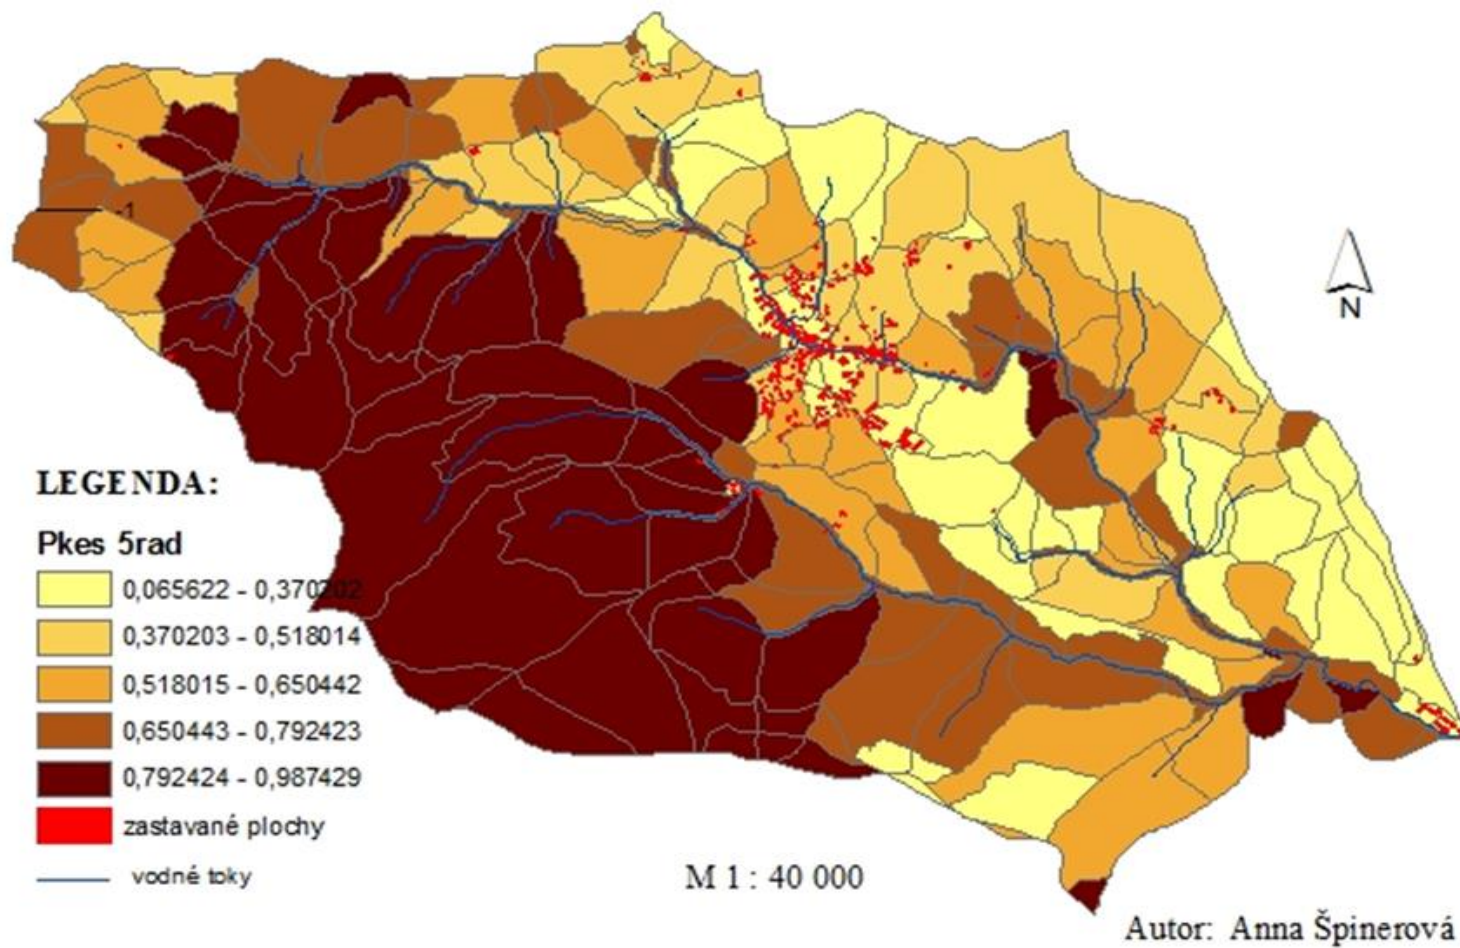 -1
N
LEGENDA:
Pkes 5rad
0,065622 - 0,370202
0,370203 - 0,518014
0,518015 - 0,650442
0,650443 - 0,792423
0,792424 - 0,987429
zastavané plochy
vodné toky
M 1 : 40 000
Autor: Anna Špinerová